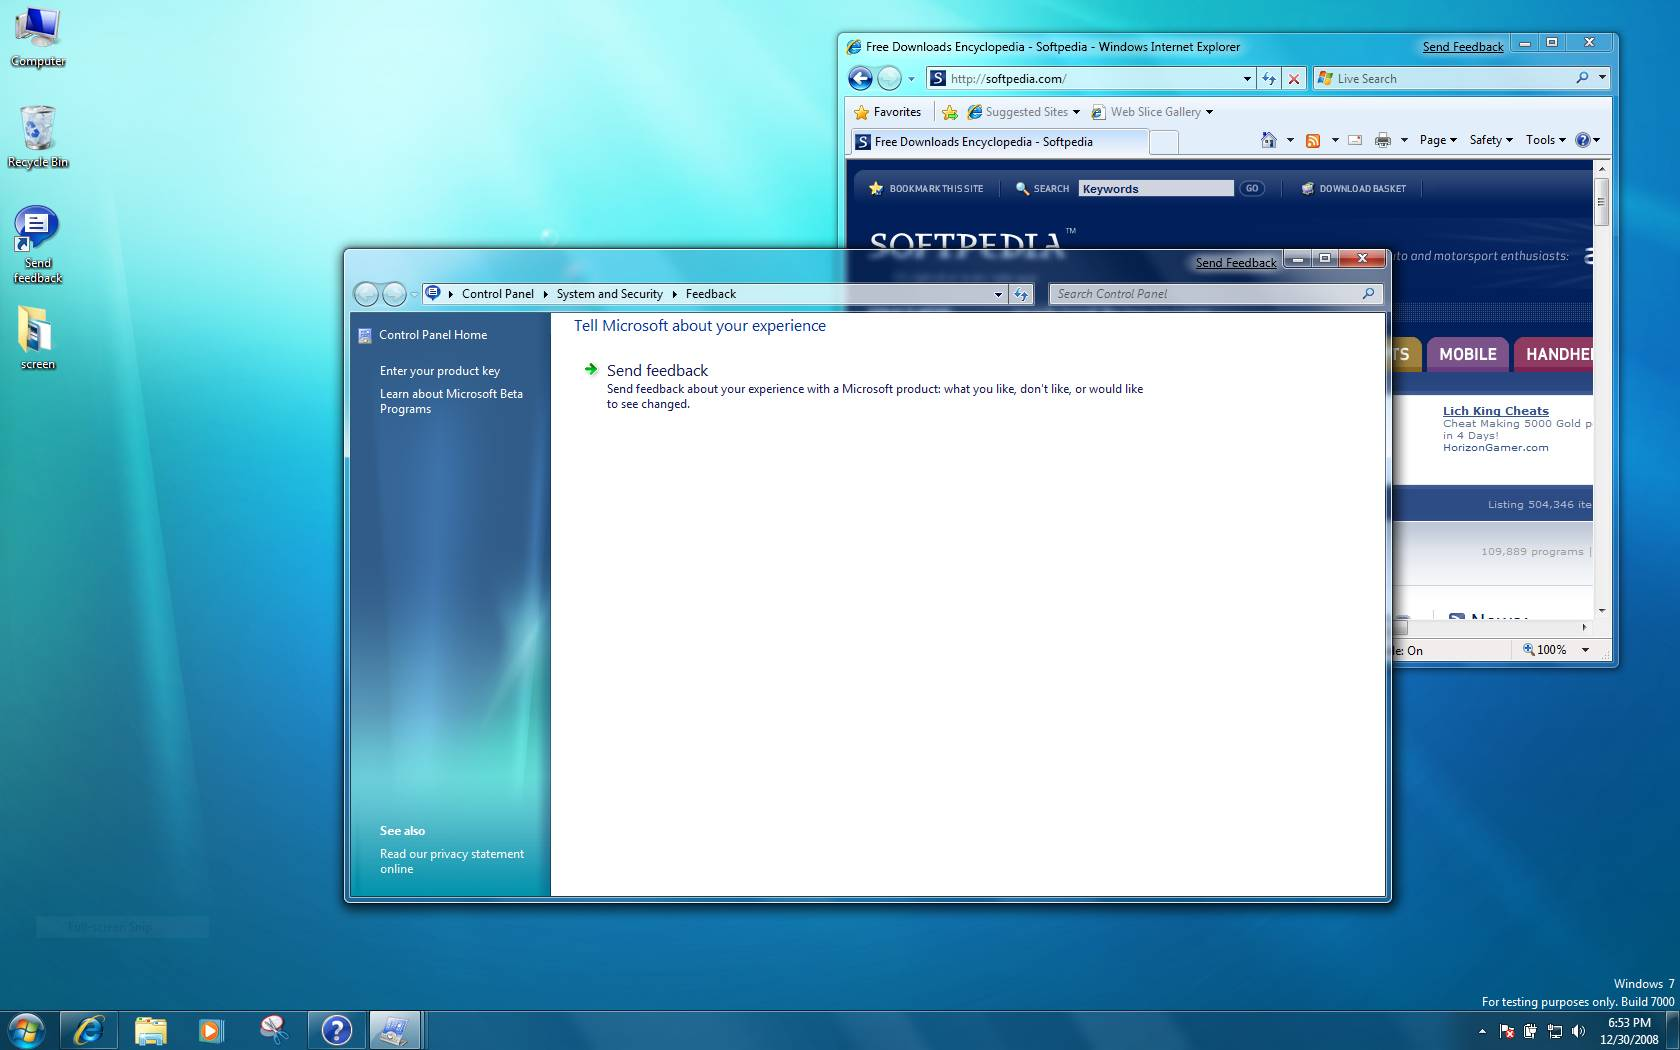 Computer
Recycle Bin
Send
feedback
screen
Free Downloads Encyclopedia - Softpedia - Windows Internet Explorer
Send Feedback
http://softpedia.com/
Live Search
Favorites
Suggested Sites
Web Slice Gallery
Free Downloads Encyclopedia - Softpedia
Page
Safety
Tools
BOOKMARK THIS SITE
SEARCH
Keywords
GO
DOWNLOAD BASKET
SOFTPEDIA™
uto and motorsport enthusiasts:
TS
MOBILE
HANDHE
Lich King Cheats
Cheat Making 5000 Gold p
in 4 Days!
HorizonGamer.com
Listing 504,346 ite
109,889 programs |
de: On
100%
Send Feedback
Control Panel
System and Security
Feedback
Search Control Panel
Control Panel Home
Enter your product key
Learn about Microsoft Beta
Programs
See also
Read our privacy statement
online
Tell Microsoft about your experience
Send feedback
Send feedback about your experience with a Microsoft product: what you like, don't like, or would like
to see changed.
Full-screen Snip
Windows 7
For testing purposes only. Build 7000
6:53 PM
12/30/2008